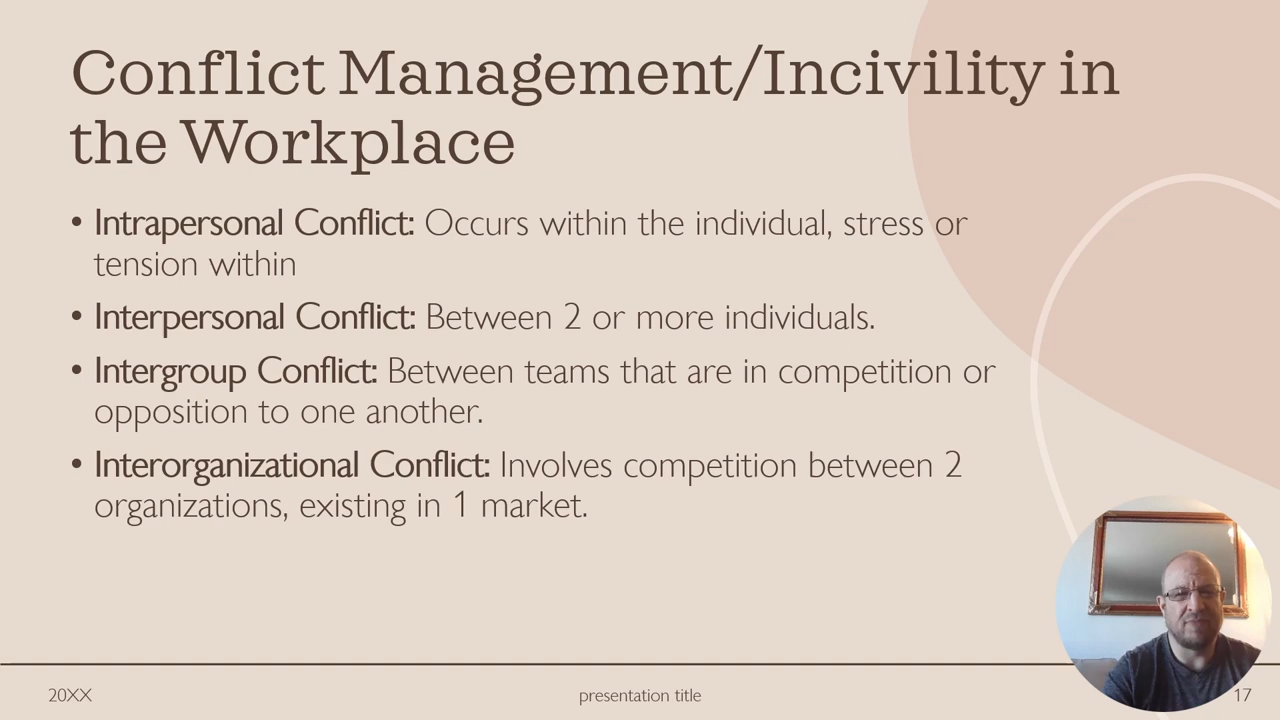 Conflict Management/Incivility in
the Workplace
• Intrapersonal Conflict: Occurs within the individual, stress or
tension within
• Interpersonal Conflict: Between 2 or more individuals.
• Intergroup Conflict: Between teams that are in competition or
opposition to one another.
• Interorganizational Conflict: Involves competition between 2
organizations, existing in 1 market.
20XX
presentation title
17